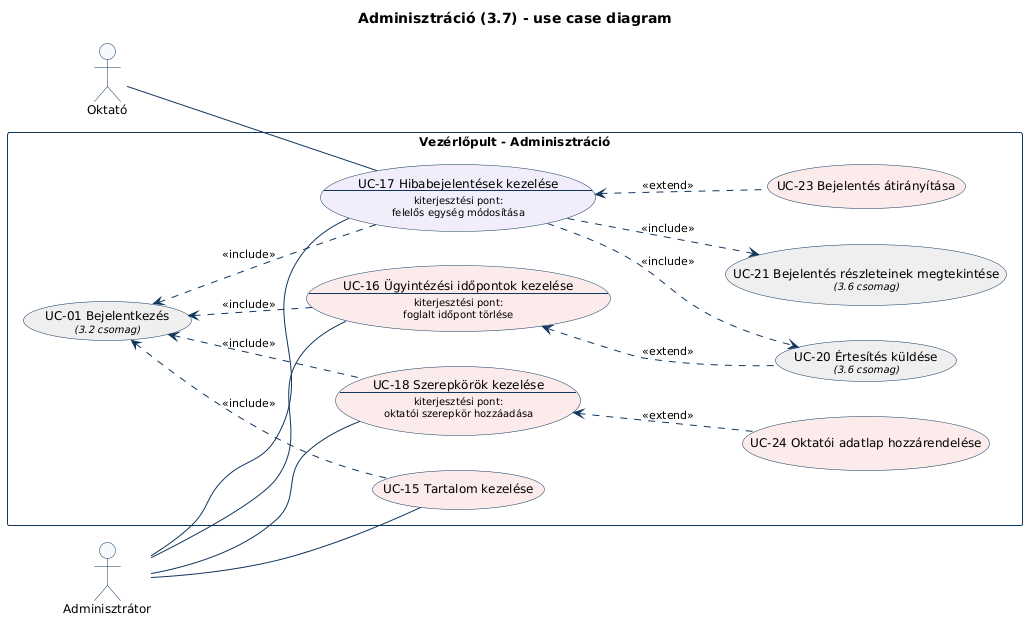 Adminisztráció (3.7) - use case diagram
Oktató
Vezérlőpult - Adminisztráció
UC-17 Hibabejelentések kezelése
kiterjesztési pont:
felelős egység módosítása
«extend»
UC-23 Bejelentés átirányítása
«include»
«include»
«include»
UC-21 Bejelentés részleteinek megtekintése
(3.6 csomag)
UC-16 Ügyintézési időpontok kezelése
kiterjesztési pont:
foglalt időpont törlése
UC-01 Bejelentkezés
(3.2 csomag)
«include»
«include»
«extend»
UC-20 Értesítés küldése
(3.6 csomag)
UC-18 Szerepkörök kezelése
kiterjesztési pont:
oktatói szerepkör hozzáadása
«include»
«extend»
UC-24 Oktatói adatlap hozzárendelése
UC-15 Tartalom kezelése
Adminisztrátor